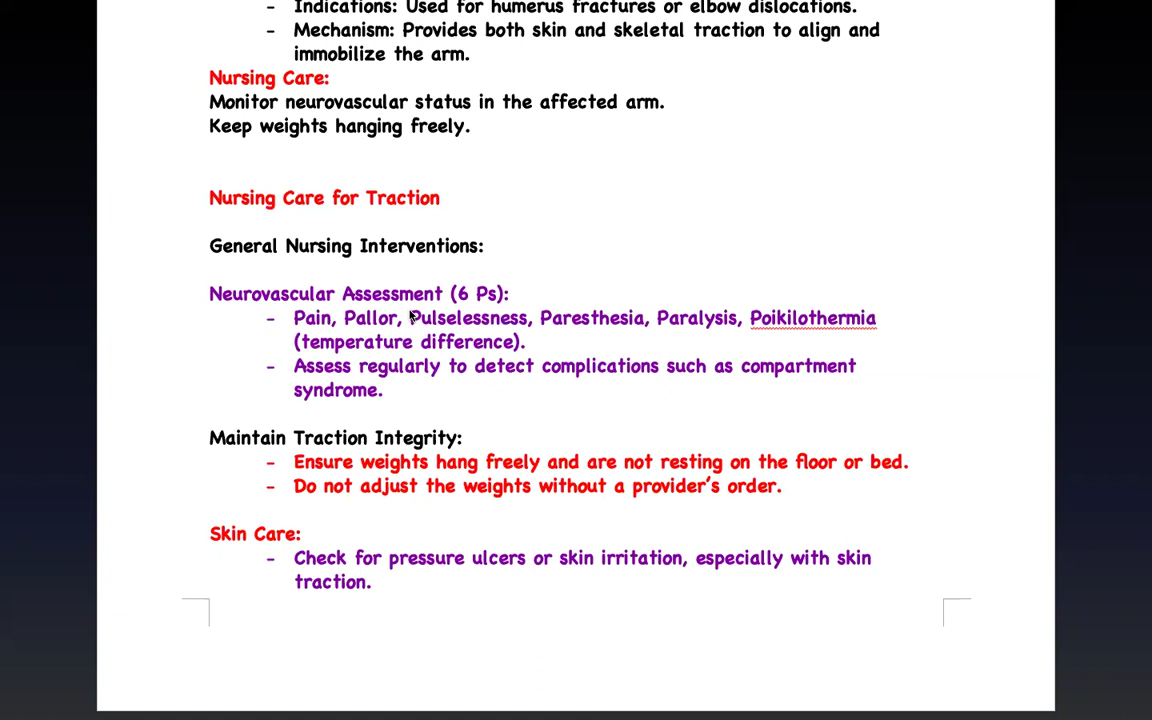 - Indications: Used for humerus fractures or elbow dislocations.
- Mechanism: Provides both skin and skeletal traction to align and
immobilize the arm.
Nursing Care:
Monitor neurovascular status in the affected arm.
Keep weights hanging freely.
Nursing Care for Traction
General Nursing Interventions:
Neurovascular Assessment (6 Ps):
- Pain, Pallor, Pulselessness, Paresthesia, Paralysis, Poikilothermia
(temperature difference).
- Assess regularly to detect complications such as compartment
syndrome.
Maintain Traction Integrity:
- Ensure weights hang freely and are not resting on the floor or bed.
- Do not adjust the weights without a provider's order.
Skin Care:
- Check for pressure ulcers or skin irritation, especially with skin
traction.